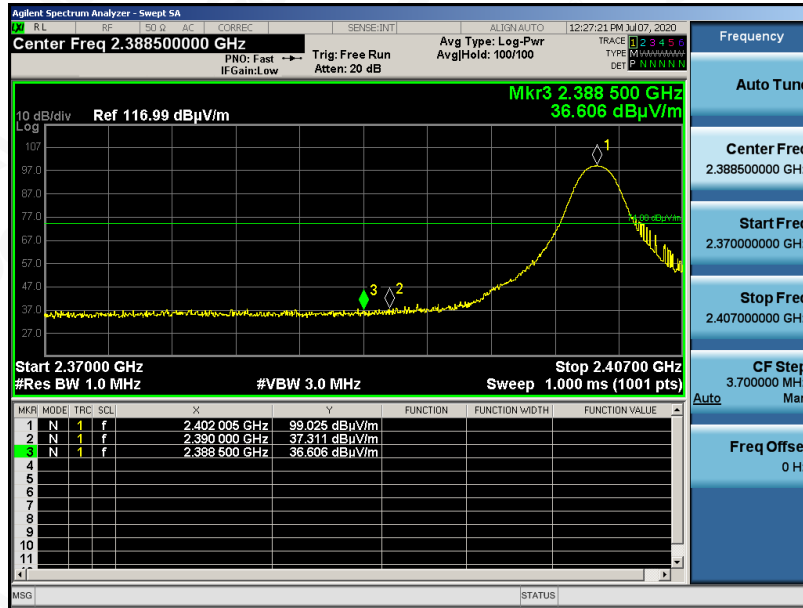 Agilent Spectrum Analyzer - Swept SA
LXI RL RF 50 Ω AC CORREC SENSE:INT ALIGN AUTO 12:27:21 PM Jul 07, 2020
Center Freq 2.388500000 GHz
PNO: Fast
IFGain:Low
Trig: Free Run
Atten: 20 dB
Avg Type: Log-Pwr
Avg|Hold: 100/100
TRACE 1 2 3 4 5 6
TYPE M
DET P N N N N N
Mkr3 2.388 500 GHz
36.606 dBµV/m
10 dB/div Ref 116.99 dBµV/m
Log
107
97.0
87.0
77.0
67.0
57.0
47.0
37.0
27.0
1
2
3
Start 2.37000 GHz Stop 2.40700 GHz
#Res BW 1.0 MHz #VBW 3.0 MHz Sweep 1.000 ms (1001 pts)
MKR MODE TRC SCL X Y FUNCTION FUNCTION WIDTH FUNCTION VALUE
1 N 1 f 2.402 005 GHz 99.025 dBµV/m
2 N 1 f 2.390 000 GHz 37.311 dBµV/m
3 N 1 f 2.388 500 GHz 36.606 dBµV/m
4
5
6
7
8
9
10
11
MSG STATUS
Frequency
Auto Tune
Center Freq
2.388500000 GHz
Start Freq
2.370000000 GHz
Stop Freq
2.407000000 GHz
CF Step
3.700000 MHz
Auto Man
Freq Offset
0 Hz